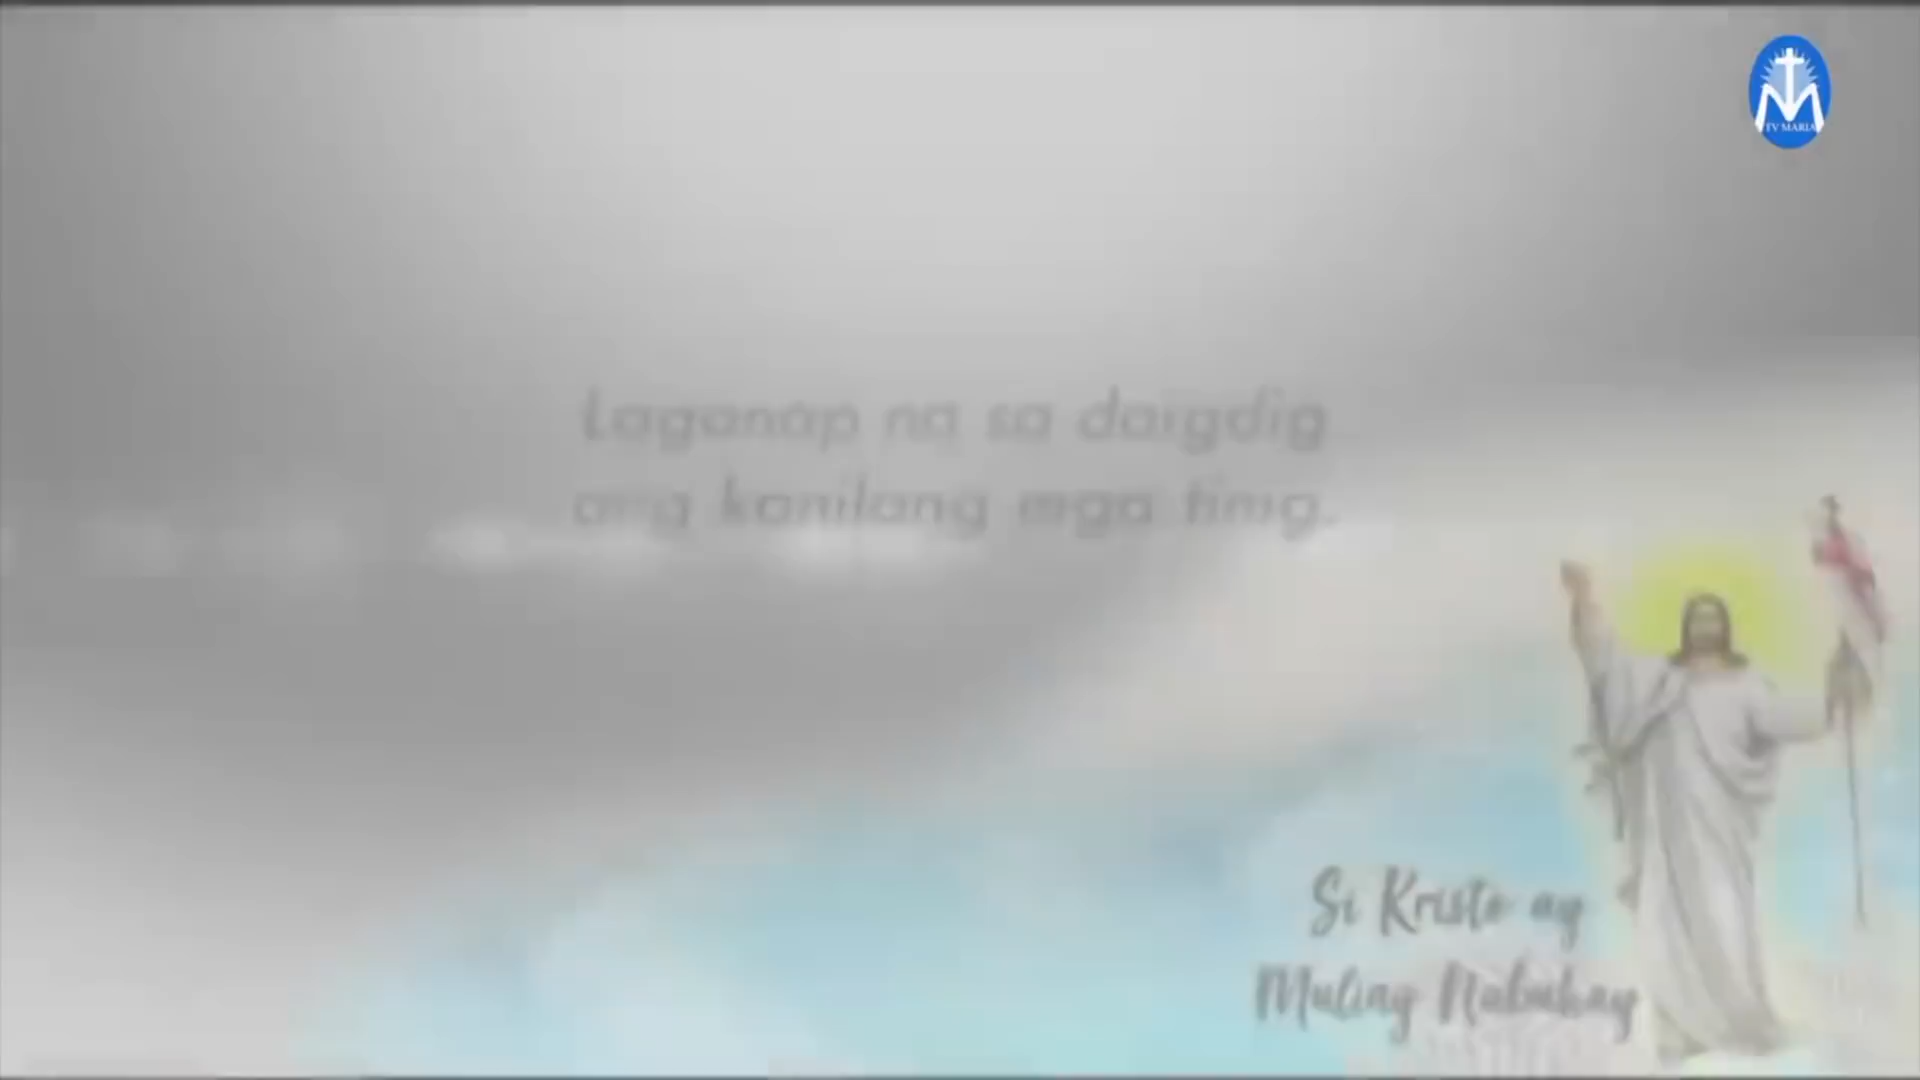 TV MARIA
Laganap na sa daigdig
ang kanilang mga tinig.
Si Kristo ay
Muling Nabuhay